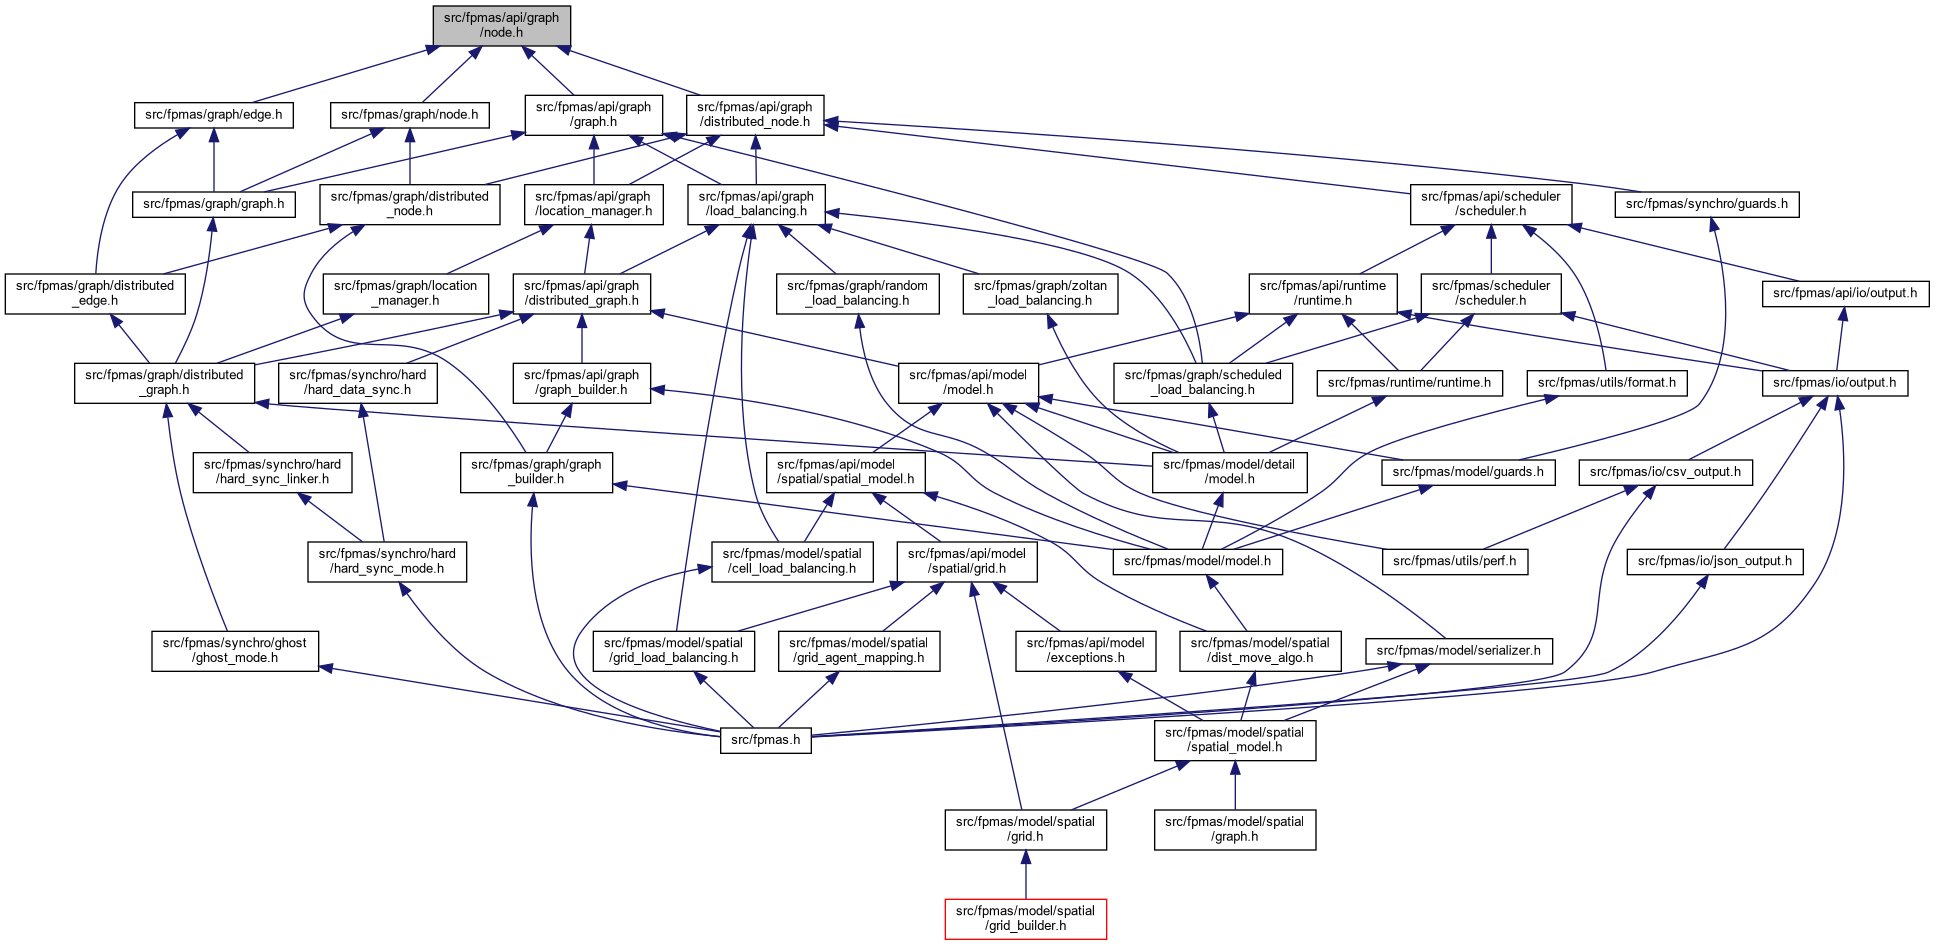 src/fpmas/api/graph
/node.h
src/fpmas/graph/edge.h
src/fpmas/graph/node.h
src/fpmas/api/graph
/graph.h
src/fpmas/api/graph
/distributed_node.h
src/fpmas/graph/graph.h
src/fpmas/graph/distributed
_node.h
src/fpmas/api/graph
/location_manager.h
src/fpmas/api/graph
/load_balancing.h
src/fpmas/api/scheduler
/scheduler.h
src/fpmas/synchro/guards.h
src/fpmas/graph/distributed
_edge.h
src/fpmas/graph/location
_manager.h
src/fpmas/api/graph
/distributed_graph.h
src/fpmas/graph/random
_load_balancing.h
src/fpmas/graph/zoltan
_load_balancing.h
src/fpmas/api/runtime
/runtime.h
src/fpmas/scheduler
/scheduler.h
src/fpmas/api/io/output.h
src/fpmas/graph/distributed
_graph.h
src/fpmas/synchro/hard
/hard_data_sync.h
src/fpmas/api/graph
/graph_builder.h
src/fpmas/api/model
/model.h
src/fpmas/graph/scheduled
_load_balancing.h
src/fpmas/runtime/runtime.h
src/fpmas/utils/format.h
src/fpmas/io/output.h
src/fpmas/synchro/hard
/hard_sync_linker.h
src/fpmas/graph/graph
_builder.h
src/fpmas/api/model
/spatial/spatial_model.h
src/fpmas/model/detail
/model.h
src/fpmas/model/guards.h
src/fpmas/io/csv_output.h
src/fpmas/synchro/hard
/hard_sync_mode.h
src/fpmas/model/spatial
/cell_load_balancing.h
src/fpmas/api/model
/spatial/grid.h
src/fpmas/model/model.h
src/fpmas/utils/perf.h
src/fpmas/io/json_output.h
src/fpmas/synchro/ghost
/ghost_mode.h
src/fpmas/model/spatial
/grid_load_balancing.h
src/fpmas/model/spatial
/grid_agent_mapping.h
src/fpmas/api/model
/exceptions.h
src/fpmas/model/spatial
/dist_move_algo.h
src/fpmas/model/serializer.h
src/fpmas.h
src/fpmas/model/spatial
/spatial_model.h
src/fpmas/model/spatial
/grid.h
src/fpmas/model/spatial
/graph.h
src/fpmas/model/spatial
/grid_builder.h